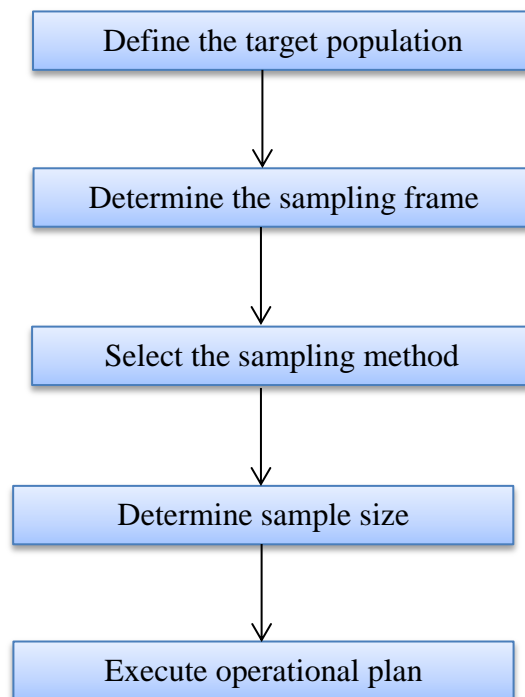 Define the target population
Determine the sampling frame
Select the sampling method
Determine sample size
Execute operational plan